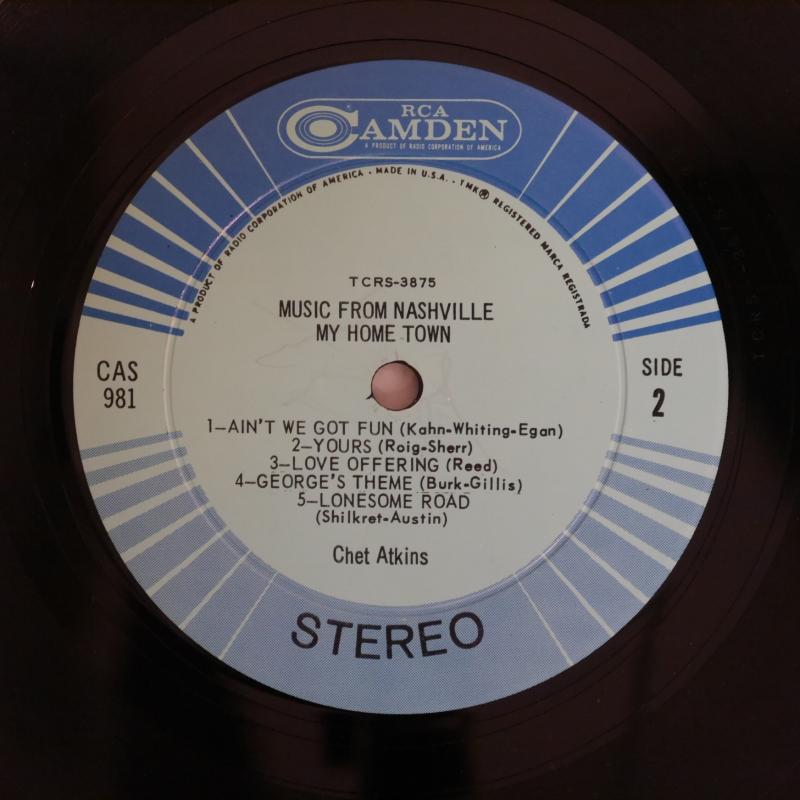 RCA
CAMDEN
A PRODUCT OF RADIO CORPORATION OF AMERICA
A PRODUCT OF RADIO CORPORATION OF AMERICA • MADE IN U.S.A. • TMK® REGISTERED MARCA REGISTRADA
TCRS-3875
MUSIC FROM NASHVILLE
MY HOME TOWN
CAS
981
SIDE
2
1—AIN'T WE GOT FUN (Kahn-Whiting-Egan)
2—YOURS (Roig-Sherr)
3—LOVE OFFERING (Reed)
4—GEORGE'S THEME (Burk-Gillis)
5—LONESOME ROAD
(Shilkret-Austin)
Chet Atkins
STEREO